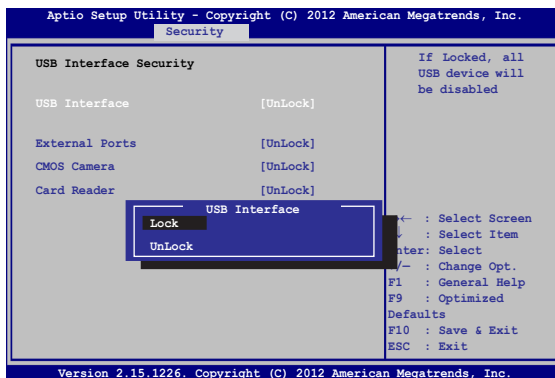 Aptio Setup Utility - Copyright (C) 2012 American Megatrends, Inc.
Security
USB Interface Security
USB Interface [UnLock]
External Ports [UnLock]
CMOS Camera [UnLock]
Card Reader [UnLock]
USB Interface
Lock
UnLock
If Locked, all
USB device will
be disabled
: Select Screen
: Select Item
: Select
: Change Opt.
F1 : General Help
F9 : Optimized
Defaults
F10 : Save & Exit
ESC : Exit
Version 2.15.1226. Copyright (C) 2012 American Megatrends, Inc.